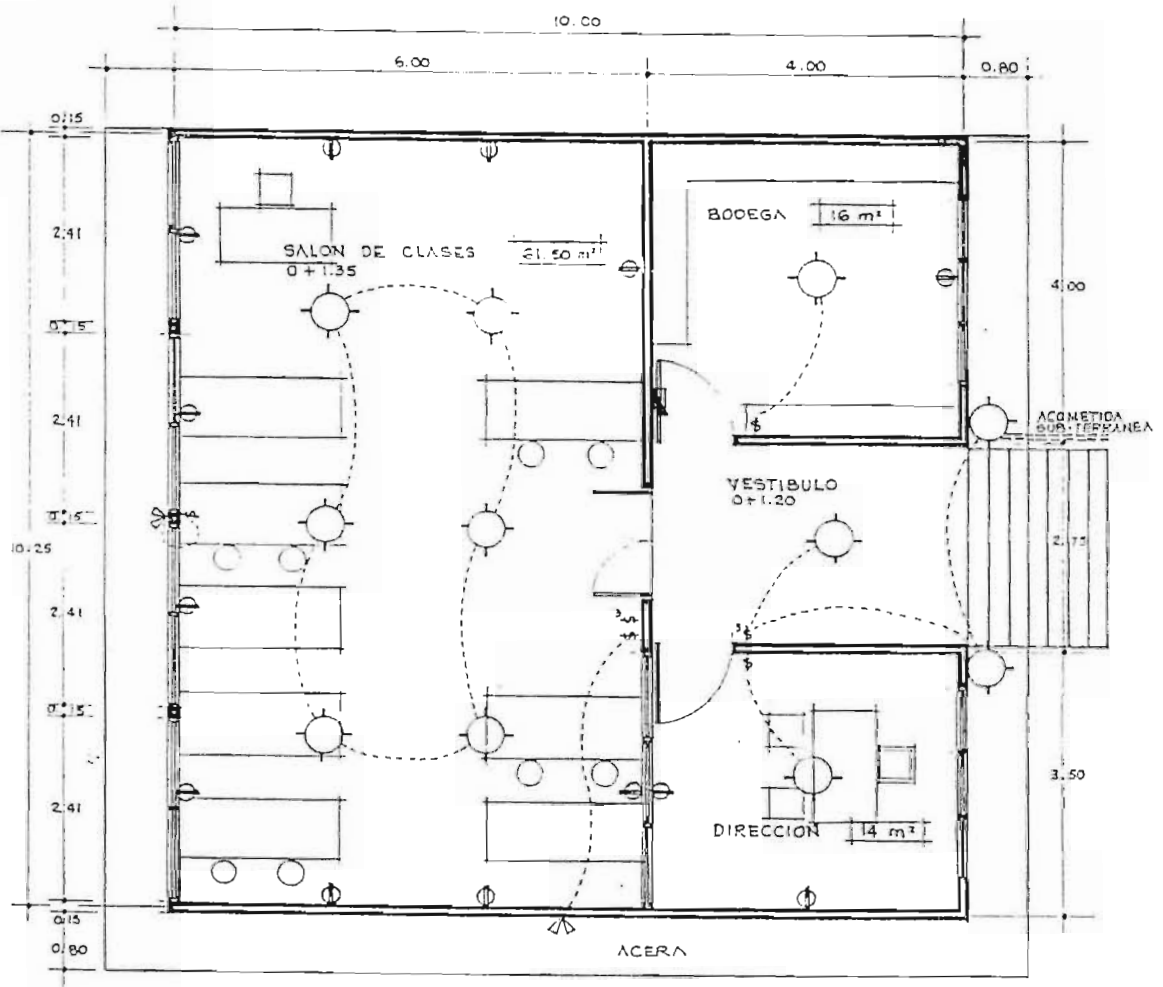 10.00
6.00
4.00
0.80
0.15
2.41
0.15
2.41
0.15
10.25
2.41
0.15
2.41
0.15
0.80
SALON DE CLASES
0+1.35
61.50 m²
BODEGA
16 m²
4.00
ACOMETIDA
SUB-TERRANEA
VESTIBULO
0+1.20
2.75
$
$
3$
$
3$
$
DIRECCION
14 m²
3.50
ACERA